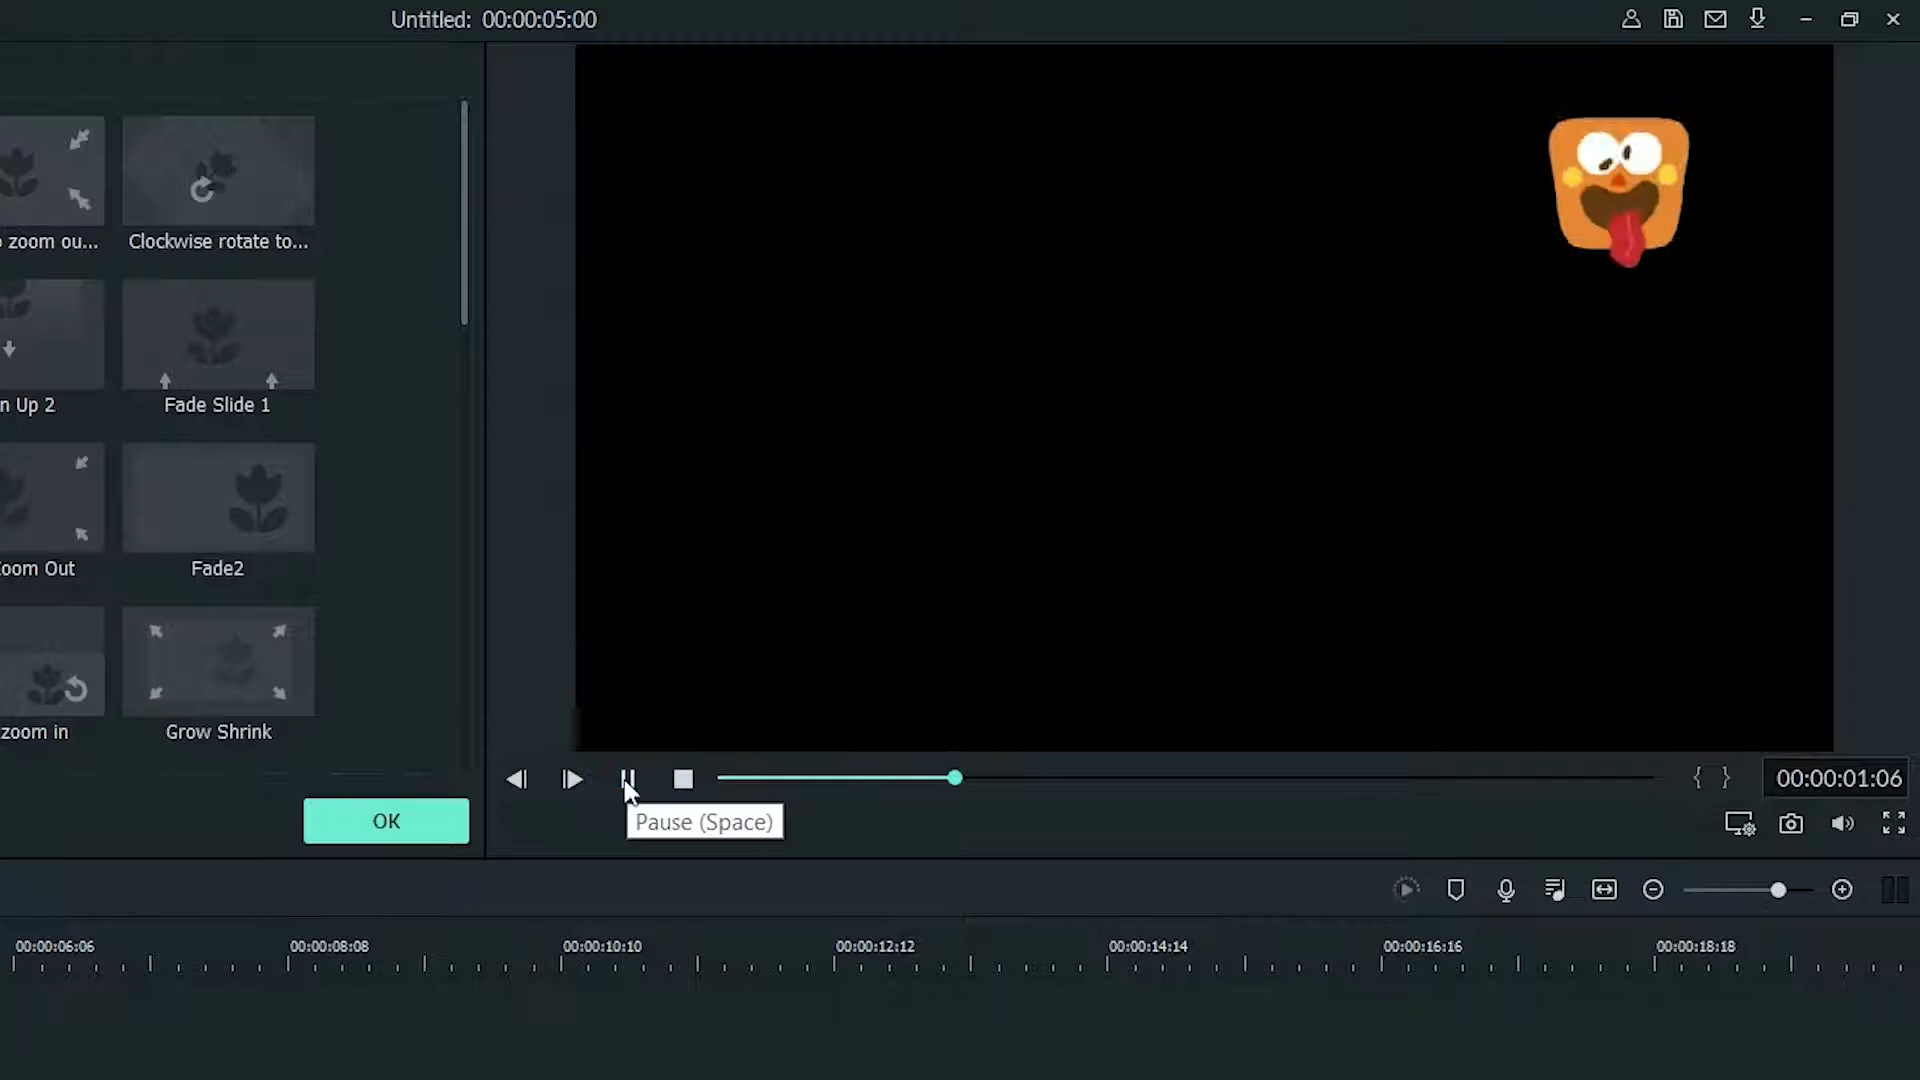 Untitled: 00:00:05:00
zoom ou...
Clockwise rotate to...
n Up 2
Fade Slide 1
oom Out
Fade2
zoom in
Grow Shrink
OK
Pause (Space)
{ }
00:00:01:06
00:00:06:06
00:00:08:08
00:00:10:10
00:00:12:12
00:00:14:14
00:00:16:16
00:00:18:18